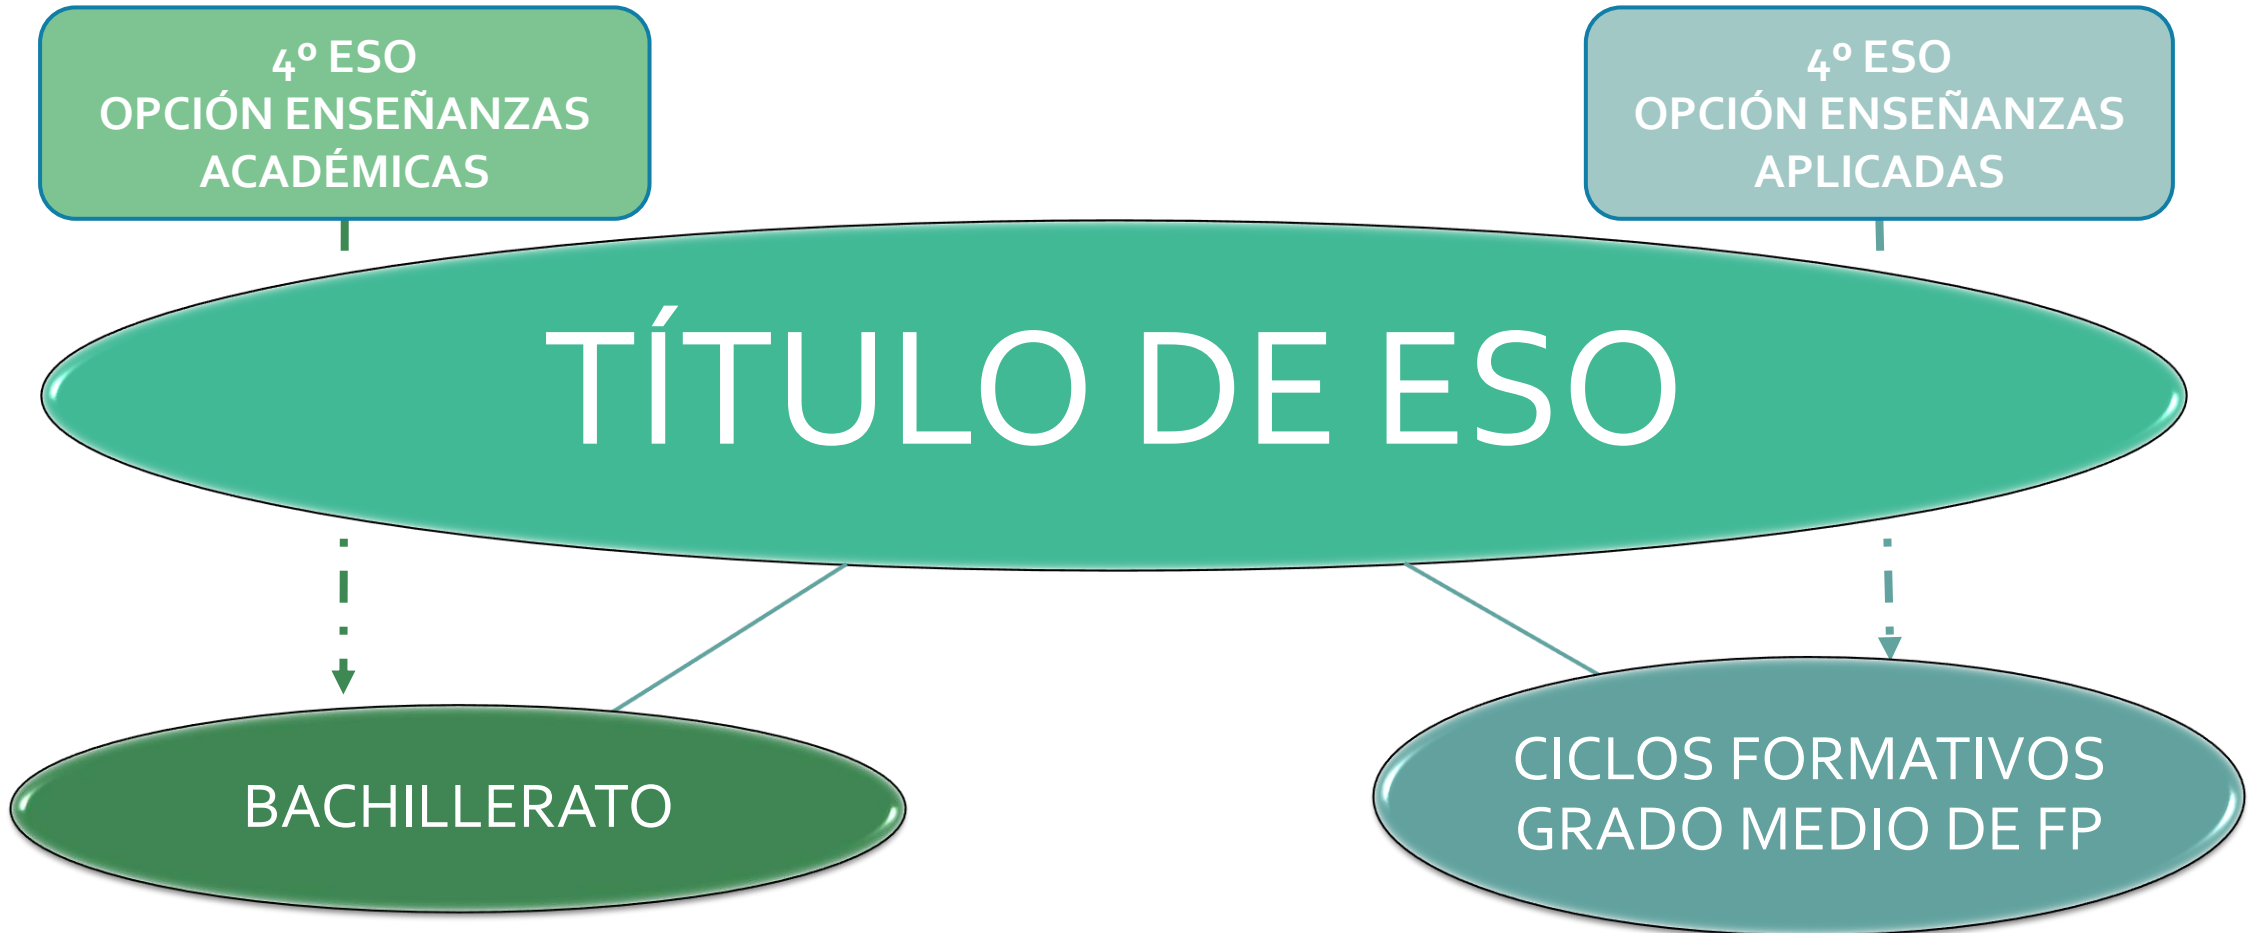 4º ESO
OPCIÓN ENSEÑANZAS
ACADÉMICAS
4º ESO
OPCIÓN ENSEÑANZAS
APLICADAS
TÍTULO DE ESO
BACHILLERATO
CICLOS FORMATIVOS
GRADO MEDIO DE FP